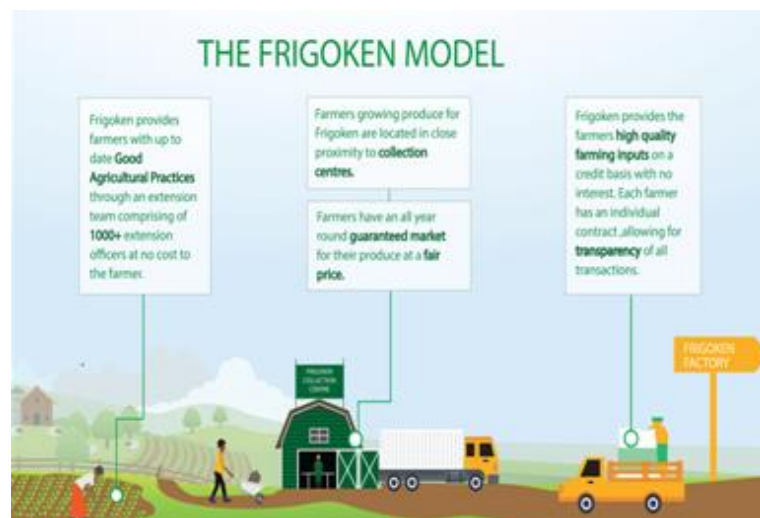 THE FRIGOKEN MODEL
Frigoken provides
farmers with up to
date Good
Agricultural Practices
through an extension
team comprising of
1000+ extension
officers at no cost to
the farmer.
Farmers growing produce for
Frigoken are located in close
proximity to collection
centres.
Farmers have an all year
round guaranteed market
for their produce at a fair
price.
Frigoken provides the
farmers high quality
farming inputs on a
credit basis with no
interest. Each farmer
has an individual
contract ,allowing for
transparency of all
transactions.
FRIGOKEN
COLLECTION
CENTRE
FRIGOKEN
FACTORY